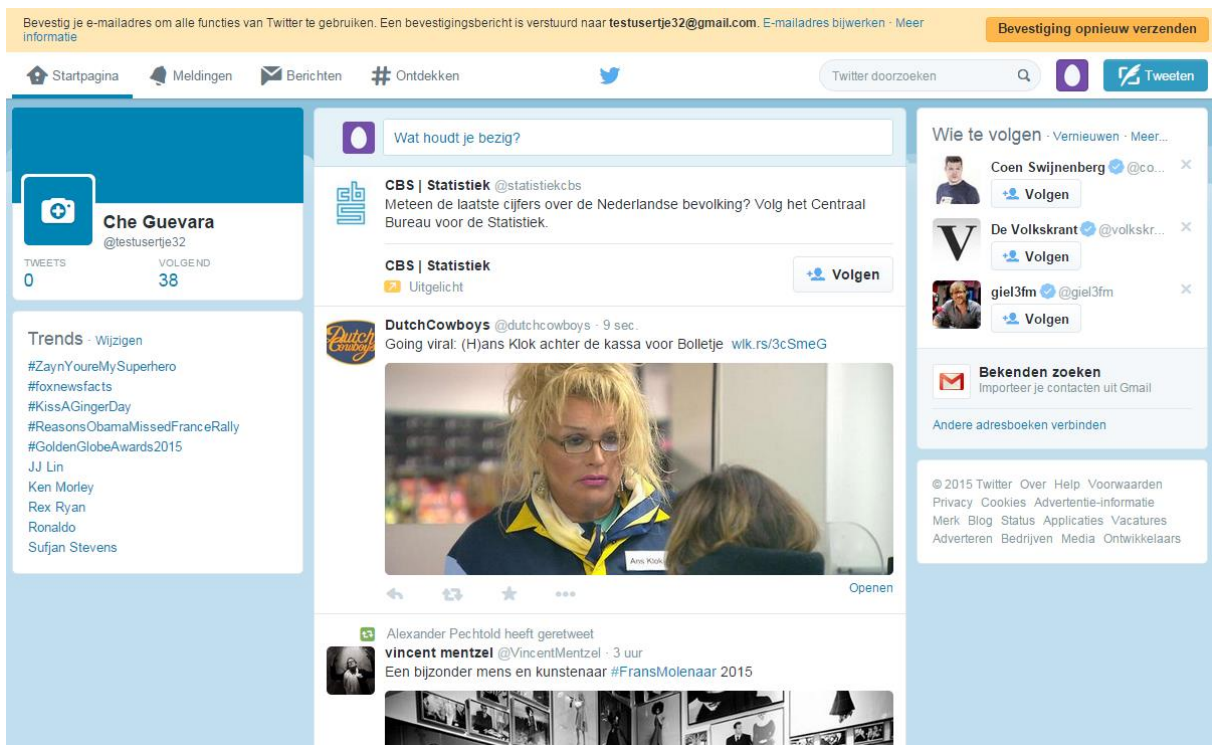 Bevestig je e-mailadres om alle functies van Twitter te gebruiken. Een bevestigingsbericht is verstuurd naar testusertje32@gmail.com. E-mailadres bijwerken · Meer
informatie
Bevestiging opnieuw verzenden
Startpagina
Meldingen
Berichten
Ontdekken
Twitter doorzoeken
Tweeten
Che Guevara
@testusertje32
TWEETS VOLGEND
0 38
Trends · Wijzigen
#ZaynYoureMySuperhero
#foxnewsfacts
#KissAGingerDay
#ReasonsObamaMissedFranceRally
#GoldenGlobeAwards2015
JJ Lin
Ken Morley
Rex Ryan
Ronaldo
Sufjan Stevens
Wat houdt je bezig?
cbs
CBS | Statistiek @statistiekcbs
Meteen de laatste cijfers over de Nederlandse bevolking? Volg het Centraal
Bureau voor de Statistiek.
CBS | Statistiek
Uitgelicht
Volgen
Dutch
Cowboys
DutchCowboys @dutchcowboys · 9 sec.
Going viral: (H)ans Klok achter de kassa voor Bolletje wlk.rs/3cSmeG
Ans Klok
Openen
Alexander Pechtold heeft geretweet
vincent mentzel @VincentMentzel · 3 uur
Een bijzonder mens en kunstenaar #FransMolenaar 2015
Wie te volgen · Vernieuwen · Meer...
Coen Swijnenberg @co...
Volgen
V
De Volkskrant @volkskr...
Volgen
giel3fm @giel3fm
Volgen
Bekenden zoeken
Importeer je contacten uit Gmail
Andere adresboeken verbinden
© 2015 Twitter Over Help Voorwaarden
Privacy Cookies Advertentie-informatie
Merk Blog Status Applicaties Vacatures
Adverteren Bedrijven Media Ontwikkelaars